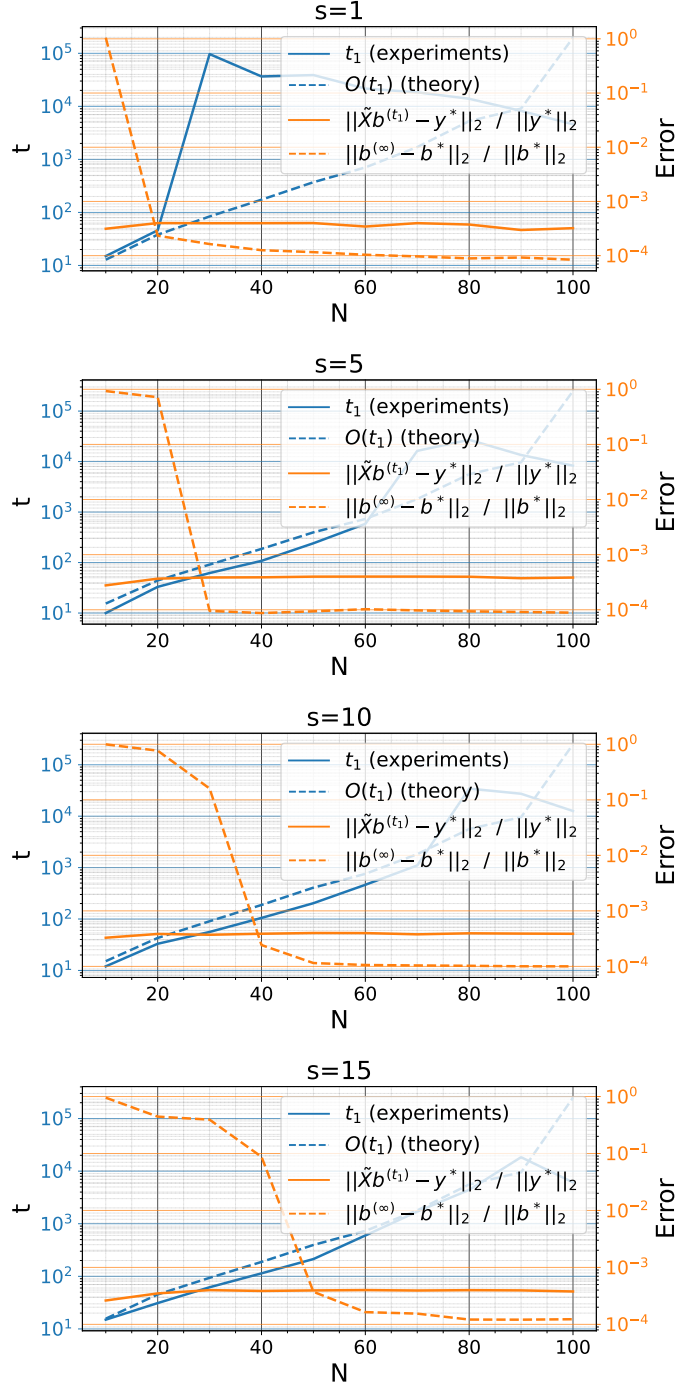 s=1
t
10^5
10^4
10^3
10^2
10^1
t_1 (experiments)
O(t_1) (theory)
||X̃b^(t_1) − y*||_2 / ||y*||_2
||b^(∞) − b*||_2 / ||b*||_2
10^0
10^-1
10^-2
10^-3
10^-4
Error
20 40 60 80 100
N
s=5
t
10^5
10^4
10^3
10^2
10^1
t_1 (experiments)
O(t_1) (theory)
||X̃b^(t_1) − y*||_2 / ||y*||_2
||b^(∞) − b*||_2 / ||b*||_2
10^0
10^-1
10^-2
10^-3
10^-4
Error
20 40 60 80 100
N
s=10
t
10^5
10^4
10^3
10^2
10^1
t_1 (experiments)
O(t_1) (theory)
||X̃b^(t_1) − y*||_2 / ||y*||_2
||b^(∞) − b*||_2 / ||b*||_2
10^0
10^-1
10^-2
10^-3
10^-4
Error
20 40 60 80 100
N
s=15
t
10^5
10^4
10^3
10^2
10^1
t_1 (experiments)
O(t_1) (theory)
||X̃b^(t_1) − y*||_2 / ||y*||_2
||b^(∞) − b*||_2 / ||b*||_2
10^0
10^-1
10^-2
10^-3
10^-4
Error
20 40 60 80 100
N